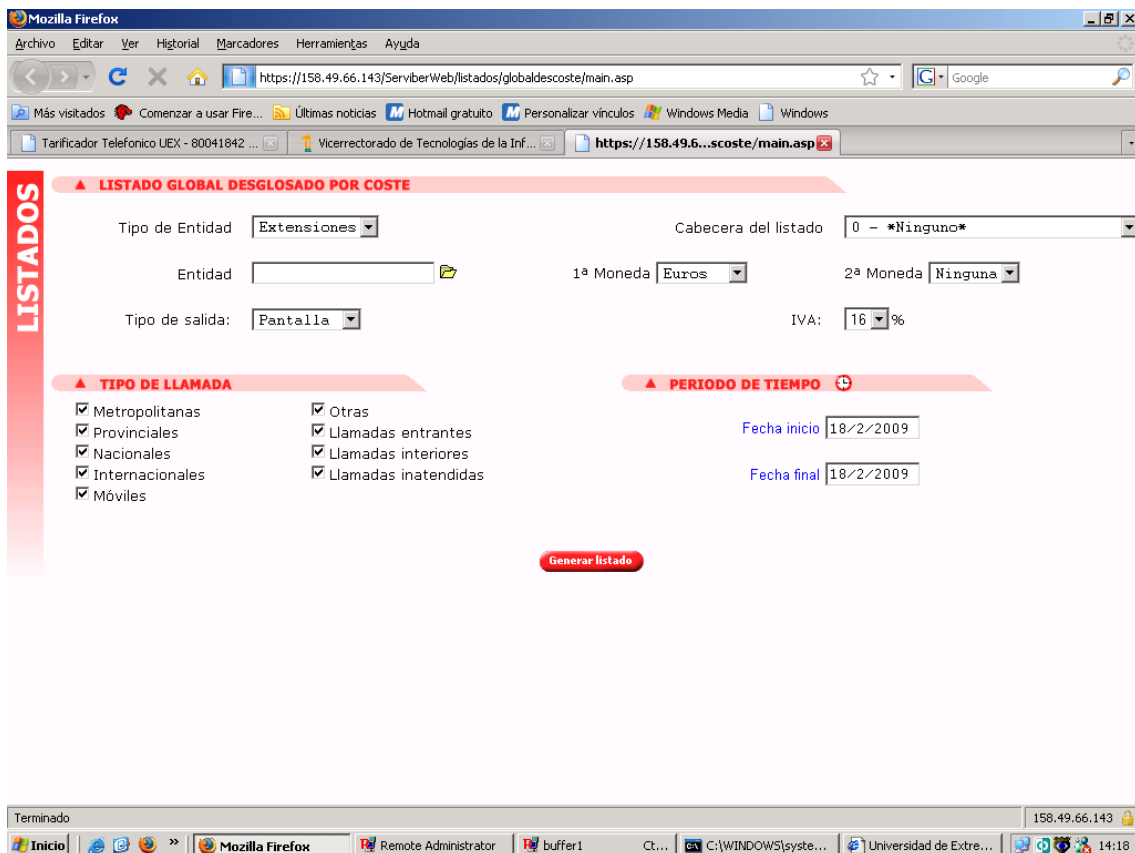 Mozilla Firefox
Archivo Editar Ver Historial Marcadores Herramientas Ayuda
https://158.49.66.143/ServiberWeb/listados/globaldescoste/main.asp G Google
Más visitados Comenzar a usar Fire... Últimas noticias Hotmail gratuito Personalizar vínculos Windows Media Windows
Tarificador Telefonico UEX - 80041842 ... Vicerrectorado de Tecnologías de la Inf... https://158.49.6...scoste/main.asp
LISTADOS
LISTADO GLOBAL DESGLOSADO POR COSTE
Tipo de Entidad Extensiones Cabecera del listado 0 - *Ninguno*
Entidad 1ª Moneda Euros 2ª Moneda Ninguna
Tipo de salida: Pantalla IVA: 16 %
TIPO DE LLAMADA PERIODO DE TIEMPO
Metropolitanas Otras
Provinciales Llamadas entrantes Fecha inicio 18/2/2009
Nacionales Llamadas interiores
Internacionales Llamadas inatendidas Fecha final 18/2/2009
Móviles
Generar listado
Terminado 158.49.66.143
Inicio » Mozilla Firefox Remote Administrator buffer1 Ct... C:\WINDOWS\syste... Universidad de Extre... 14:18